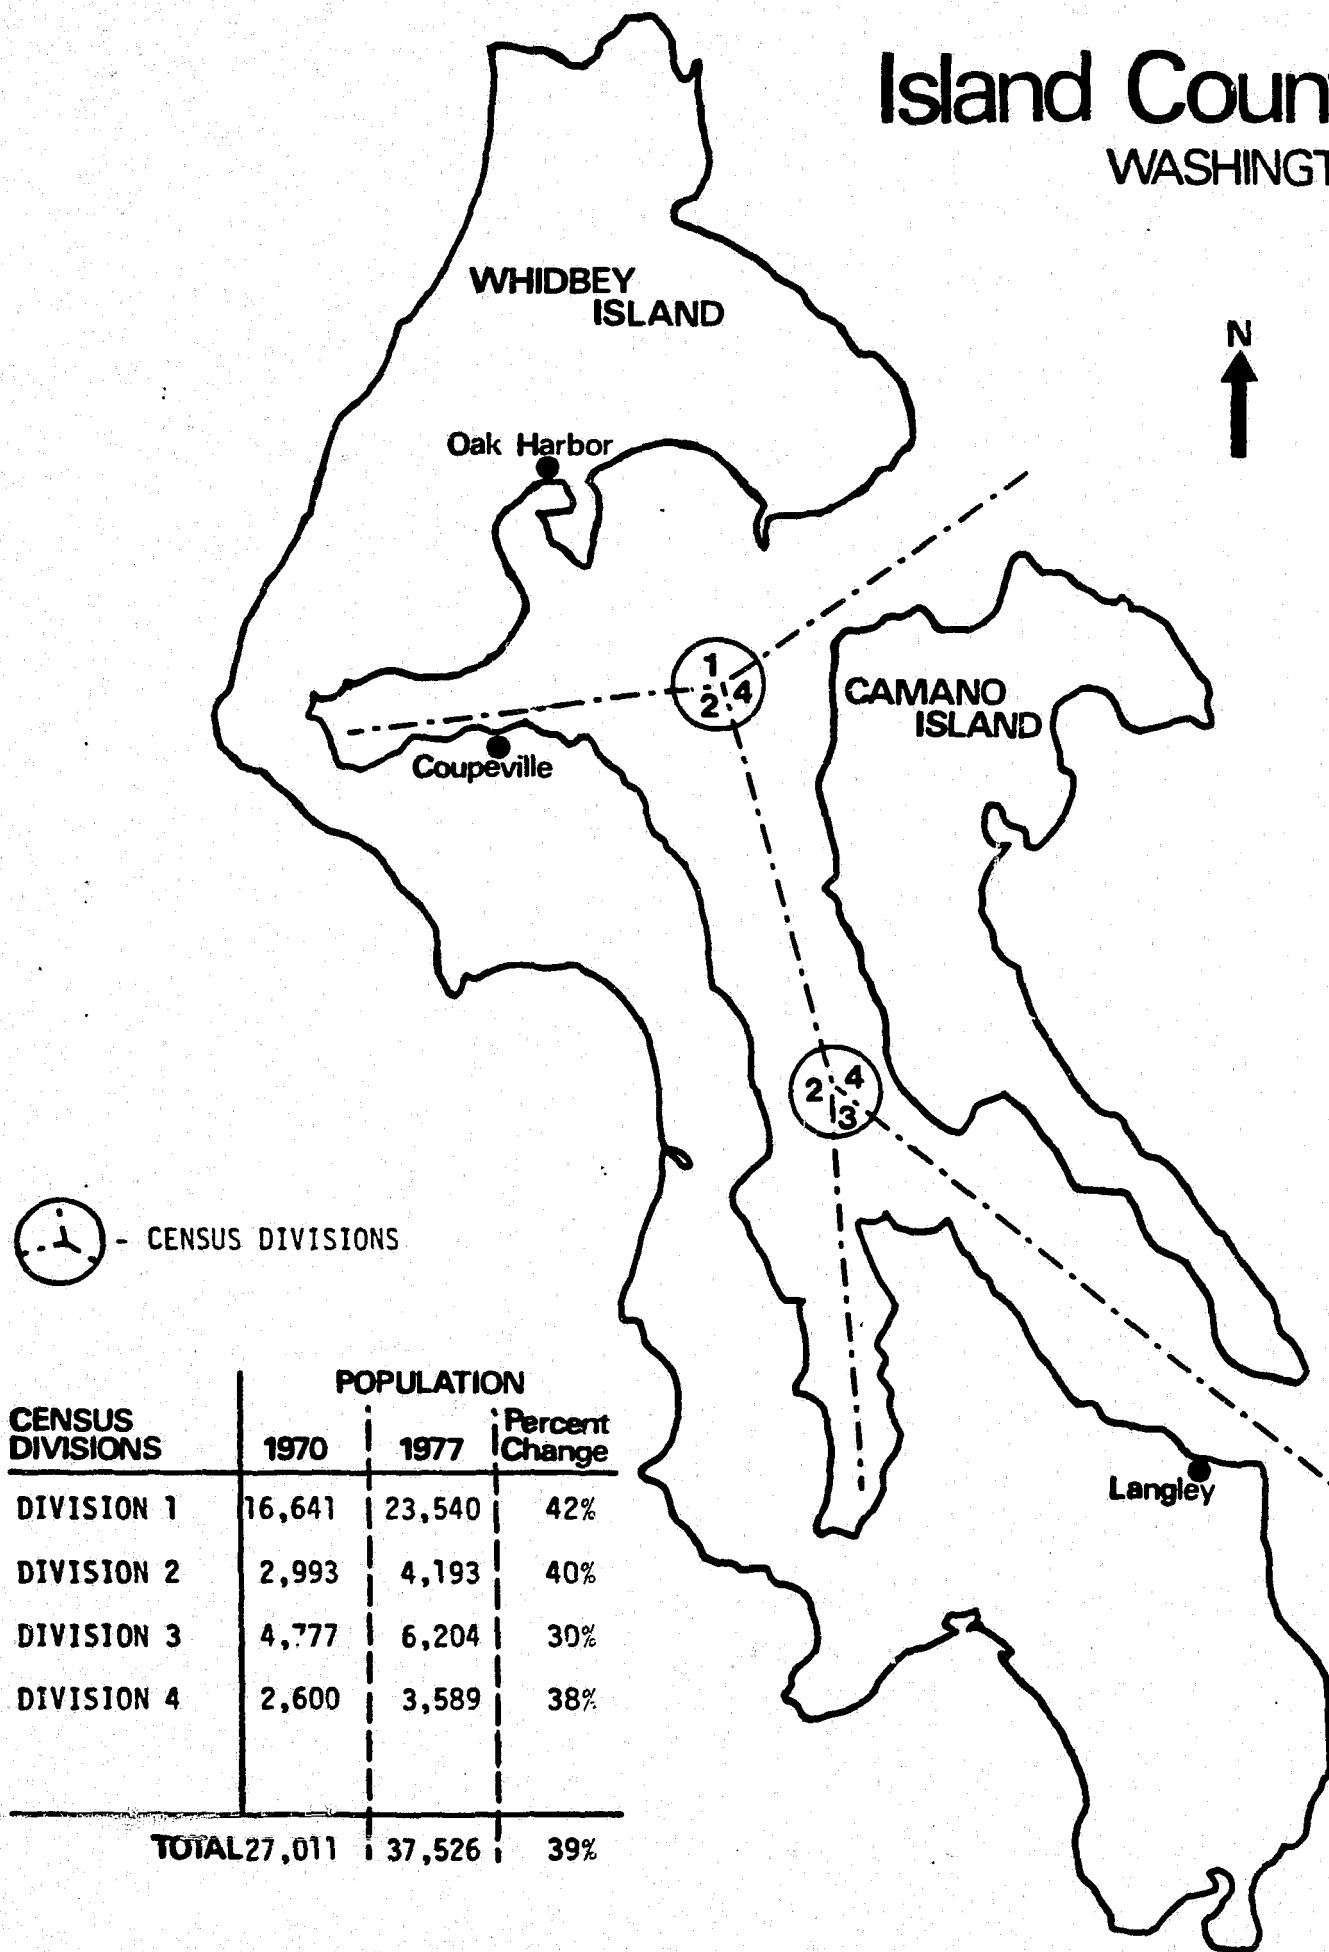 Island Coun
WASHINGT
WHIDBEY
ISLAND
N
Oak Harbor
1
2 4
CAMANO
ISLAND
Coupeville
2 4
3
- CENSUS DIVISIONS
POPULATION
CENSUS
DIVISIONS 1970 1977 Percent
Change
DIVISION 1 16,641 23,540 42%
DIVISION 2 2,993 4,193 40%
DIVISION 3 4,777 6,204 30%
DIVISION 4 2,600 3,589 38%
TOTAL 27,011 37,526 39%
Langley